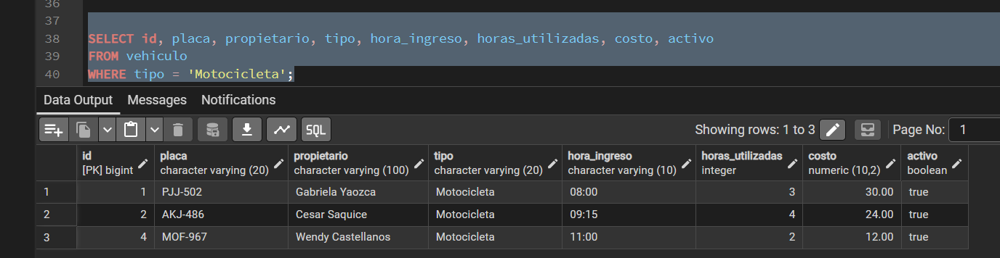 36
37
38 SELECT id, placa, propietario, tipo, hora_ingreso, horas_utilizadas, costo, activo
39 FROM vehiculo
40 WHERE tipo = 'Motocicleta';
Data Output Messages Notifications
SQL Showing rows: 1 to 3 Page No: 1
id placa propietario tipo hora_ingreso horas_utilizadas costo activo
[PK] bigint character varying (20) character varying (100) character varying (20) character varying (10) integer numeric (10,2) boolean
1 1 PJJ-502 Gabriela Yaozca Motocicleta 08:00 3 30.00 true
2 2 AKJ-486 Cesar Saquice Motocicleta 09:15 4 24.00 true
3 4 MOF-967 Wendy Castellanos Motocicleta 11:00 2 12.00 true